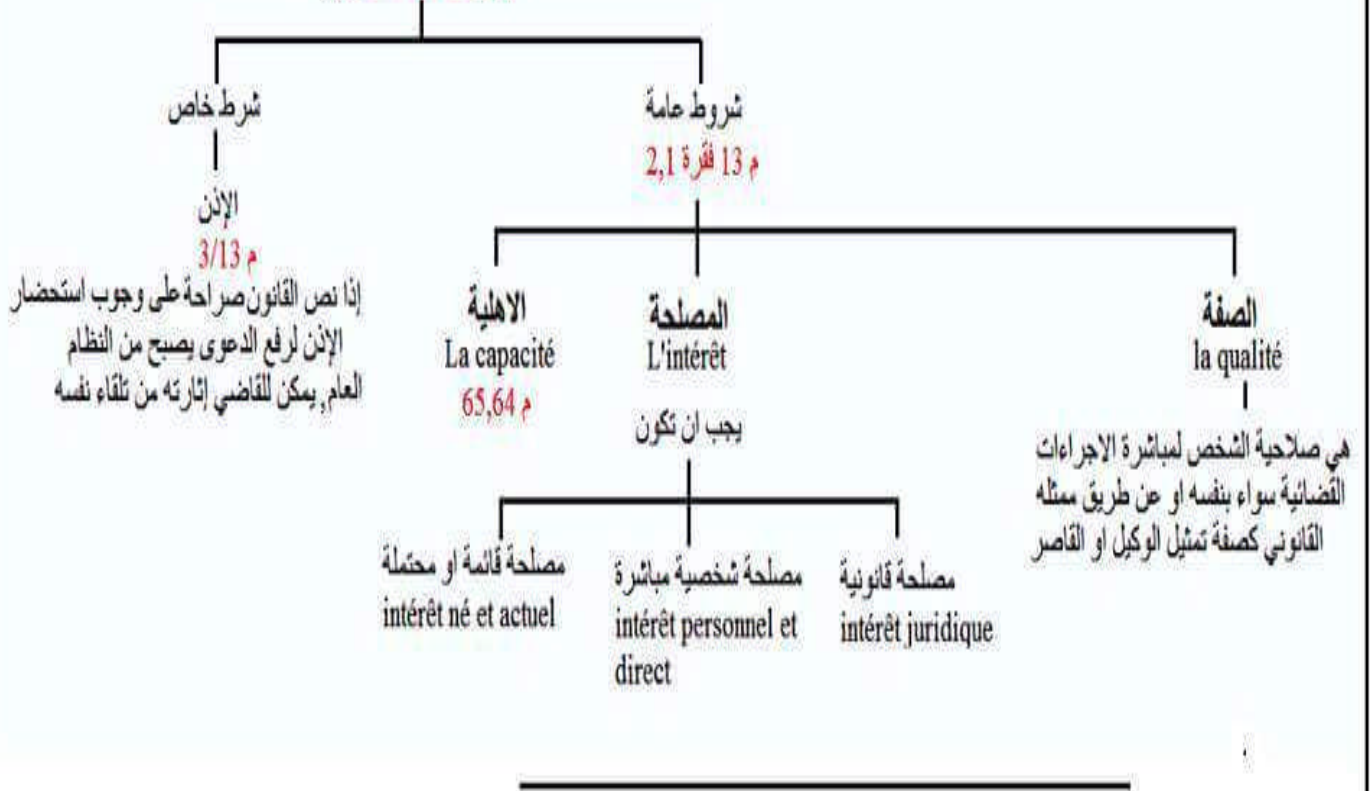 شروط عامة
م 13 فقرة 2,1
شرط خاص
الإذن
م 3/13
إذا نص القانون صراحة على وجوب استحضار
الإذن لرفع الدعوى يصبح من النظام
العام, يمكن للقاضي إثارته من تلقاء نفسه
الصفة
la qualité
هي صلاحية الشخص لمباشرة الاجراءات
القضائية سواء بنفسه او عن طريق ممثله
القانوني كصفة تمثيل الوكيل او القاصر
المصلحة
L'intérêt
يجب ان تكون
الاهلية
La capacité
م 65,64
مصلحة قانونية
intérêt juridique
مصلحة شخصية مباشرة
intérêt personnel et
direct
مصلحة قائمة او محتملة
intérêt né et actuel